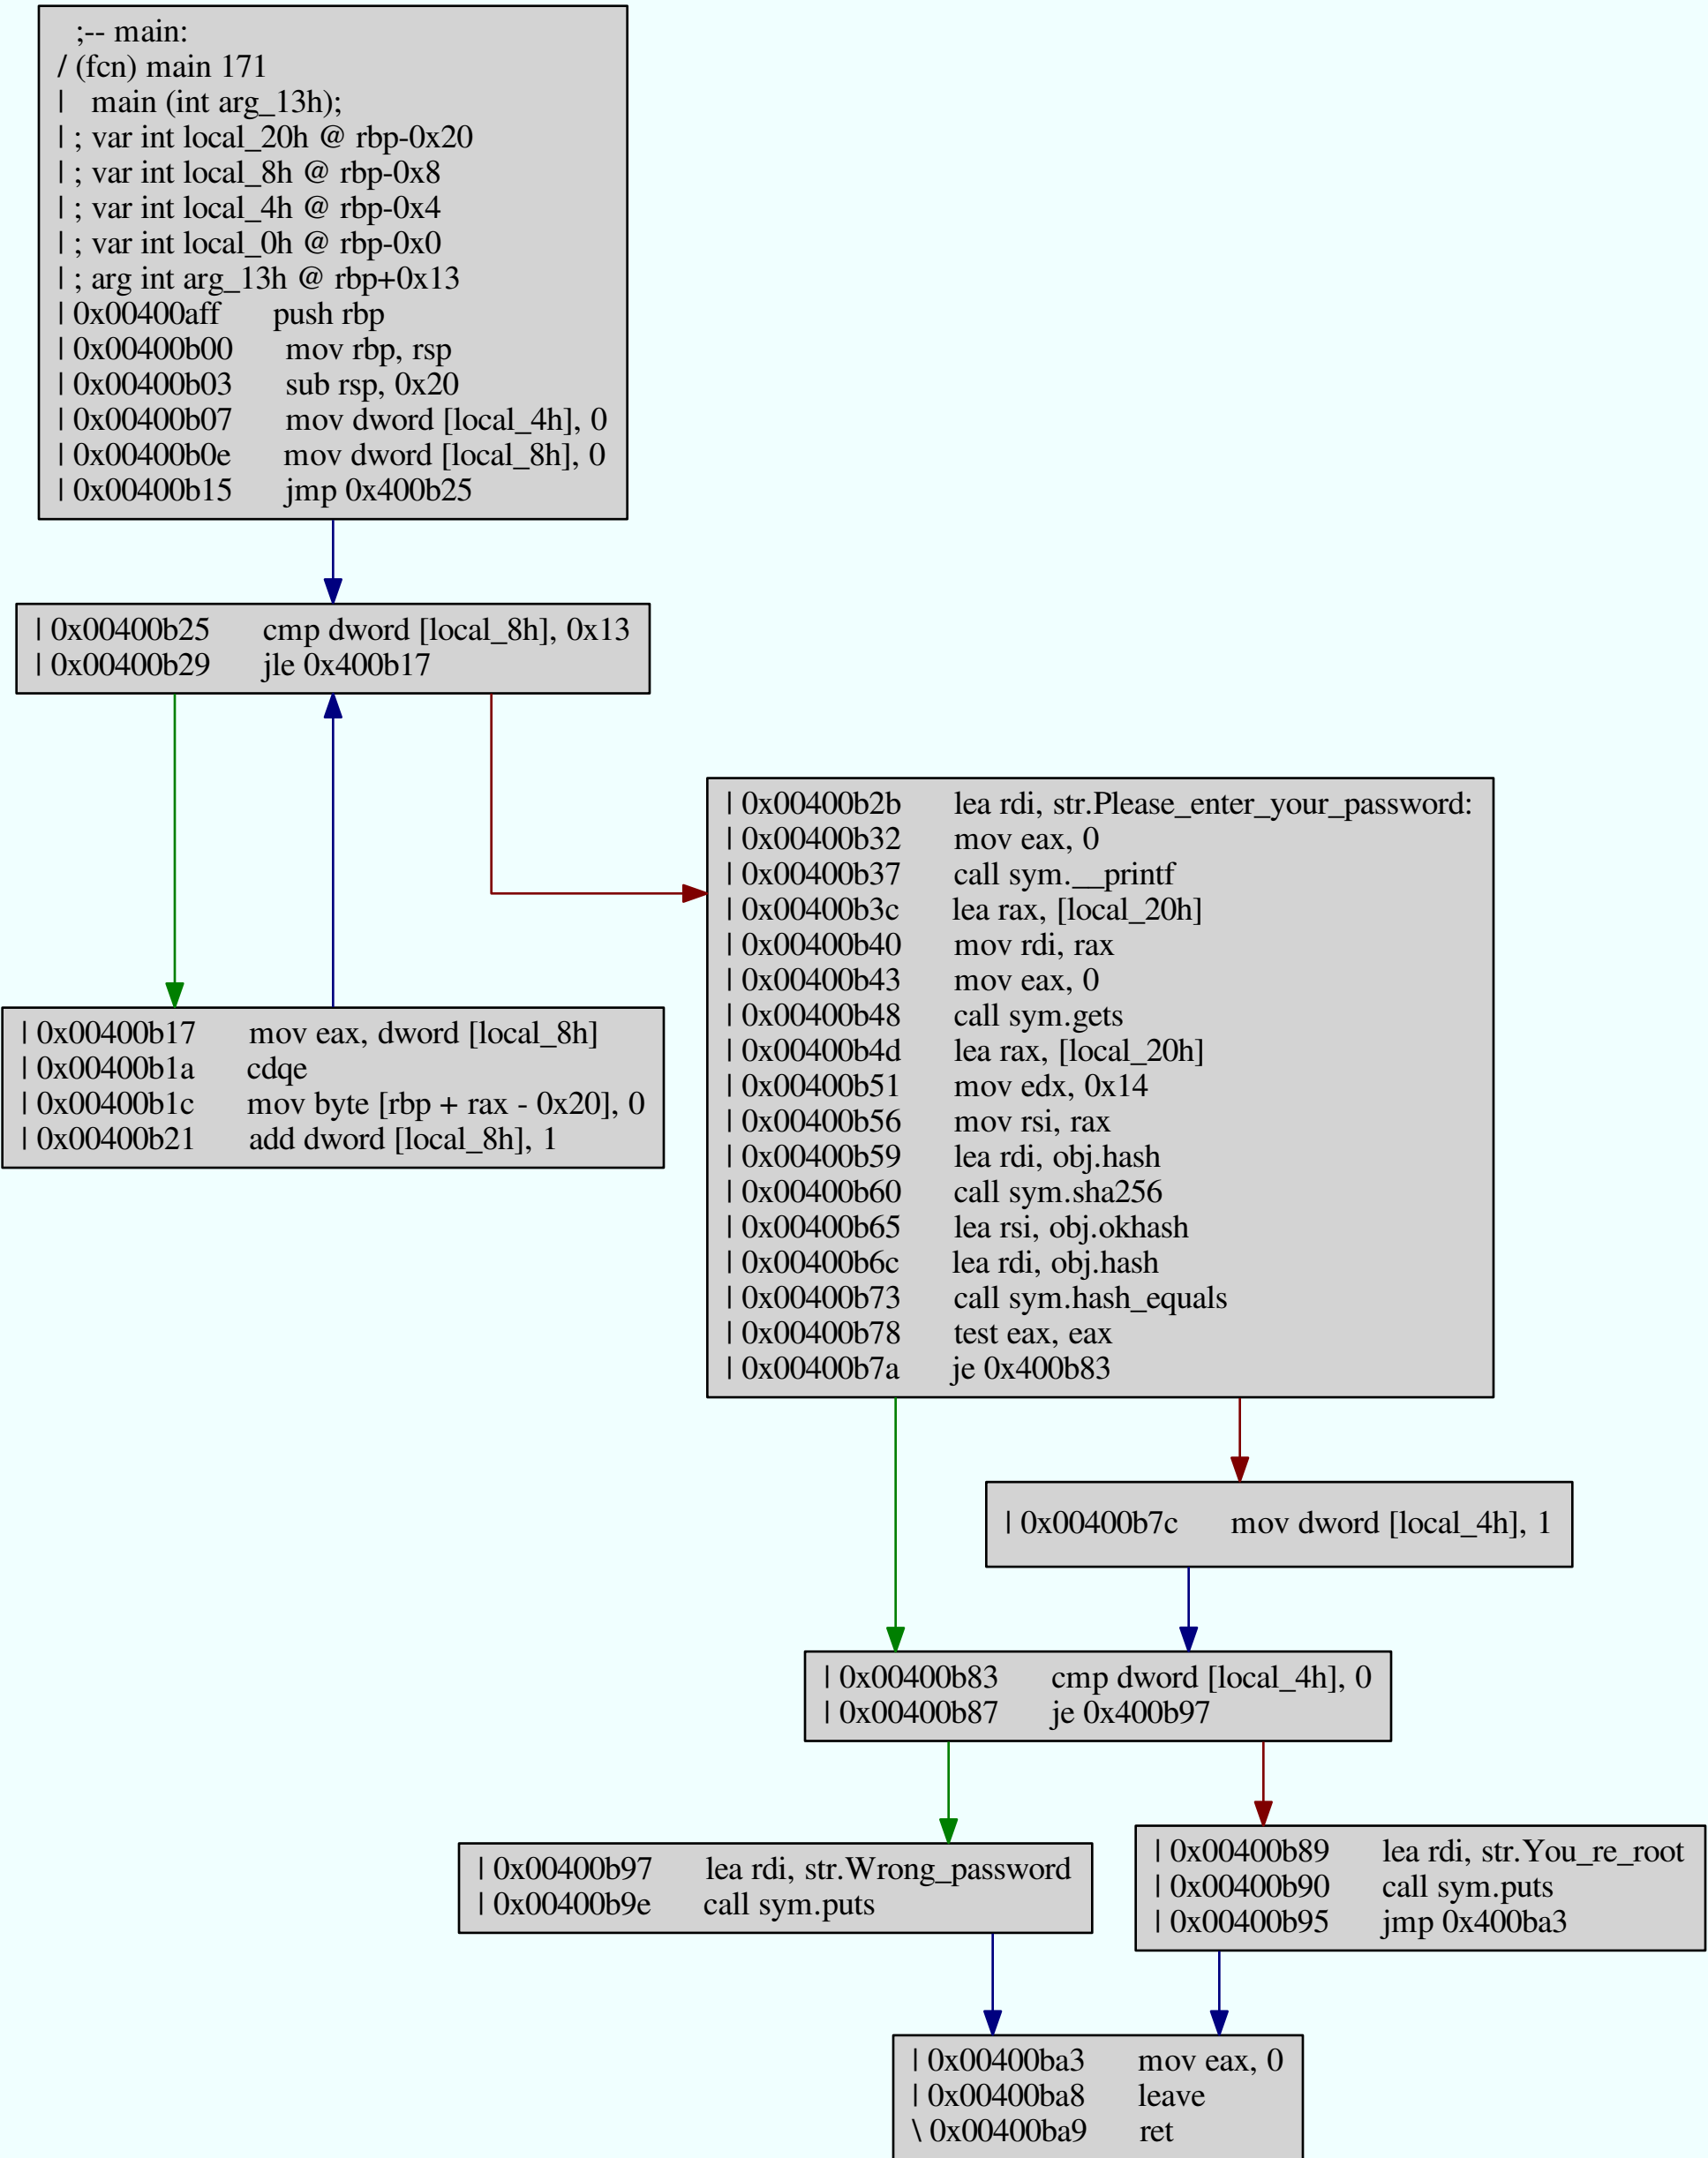 ;-- main:
/ (fcn) main 171
| main (int arg_13h);
| ; var int local_20h @ rbp-0x20
| ; var int local_8h @ rbp-0x8
| ; var int local_4h @ rbp-0x4
| ; var int local_0h @ rbp-0x0
| ; arg int arg_13h @ rbp+0x13
| 0x00400aff push rbp
| 0x00400b00 mov rbp, rsp
| 0x00400b03 sub rsp, 0x20
| 0x00400b07 mov dword [local_4h], 0
| 0x00400b0e mov dword [local_8h], 0
| 0x00400b15 jmp 0x400b25
| 0x00400b25 cmp dword [local_8h], 0x13
| 0x00400b29 jle 0x400b17
| 0x00400b17 mov eax, dword [local_8h]
| 0x00400b1a cdqe
| 0x00400b1c mov byte [rbp + rax - 0x20], 0
| 0x00400b21 add dword [local_8h], 1
| 0x00400b2b lea rdi, str.Please_enter_your_password:
| 0x00400b32 mov eax, 0
| 0x00400b37 call sym.__printf
| 0x00400b3c lea rax, [local_20h]
| 0x00400b40 mov rdi, rax
| 0x00400b43 mov eax, 0
| 0x00400b48 call sym.gets
| 0x00400b4d lea rax, [local_20h]
| 0x00400b51 mov edx, 0x14
| 0x00400b56 mov rsi, rax
| 0x00400b59 lea rdi, obj.hash
| 0x00400b60 call sym.sha256
| 0x00400b65 lea rsi, obj.okhash
| 0x00400b6c lea rdi, obj.hash
| 0x00400b73 call sym.hash_equals
| 0x00400b78 test eax, eax
| 0x00400b7a je 0x400b83
| 0x00400b7c mov dword [local_4h], 1
| 0x00400b83 cmp dword [local_4h], 0
| 0x00400b87 je 0x400b97
| 0x00400b97 lea rdi, str.Wrong_password
| 0x00400b9e call sym.puts
| 0x00400b89 lea rdi, str.You_re_root
| 0x00400b90 call sym.puts
| 0x00400b95 jmp 0x400ba3
| 0x00400ba3 mov eax, 0
| 0x00400ba8 leave
\ 0x00400ba9 ret